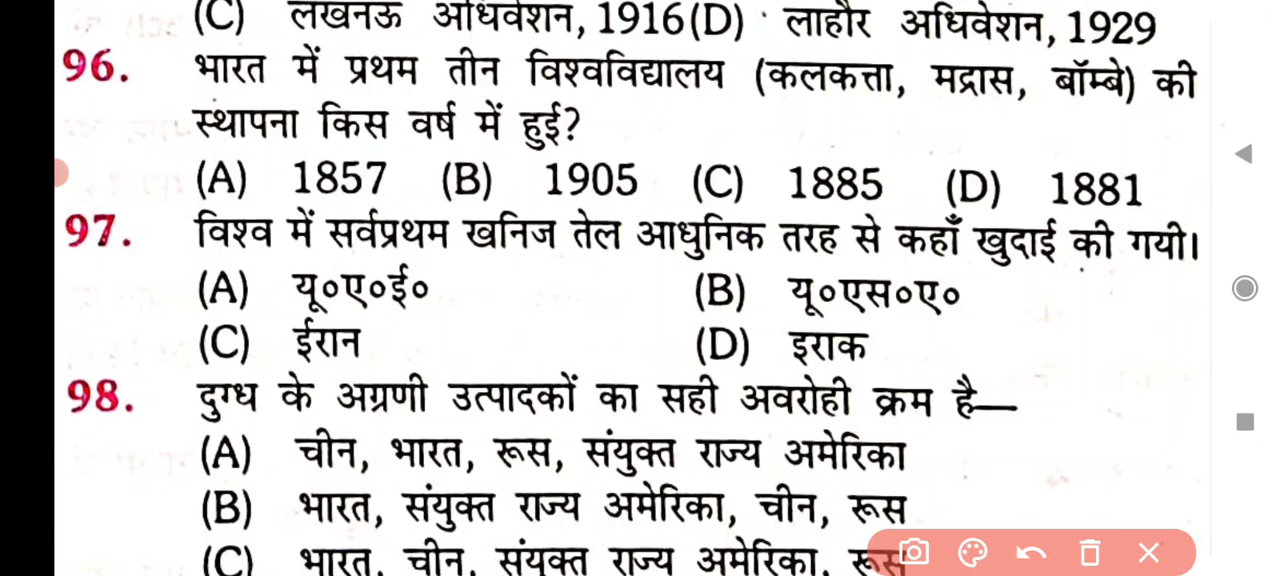 (C) लखनऊ अधिवेशन, 1916 (D) लाहौर अधिवेशन, 1929
96. भारत में प्रथम तीन विश्वविद्यालय (कलकत्ता, मद्रास, बॉम्बे) की
स्थापना किस वर्ष में हुई?
(A) 1857 (B) 1905 (C) 1885 (D) 1881
97. विश्व में सर्वप्रथम खनिज तेल आधुनिक तरह से कहाँ खुदाई की गयी।
(A) यू०ए०ई० (B) यू०एस०ए०
(C) ईरान (D) इराक
98. दुग्ध के अग्रणी उत्पादकों का सही अवरोही क्रम है—
(A) चीन, भारत, रूस, संयुक्त राज्य अमेरिका
(B) भारत, संयुक्त राज्य अमेरिका, चीन, रूस
(C) भारत, चीन, संयुक्त राज्य अमेरिका, रूस